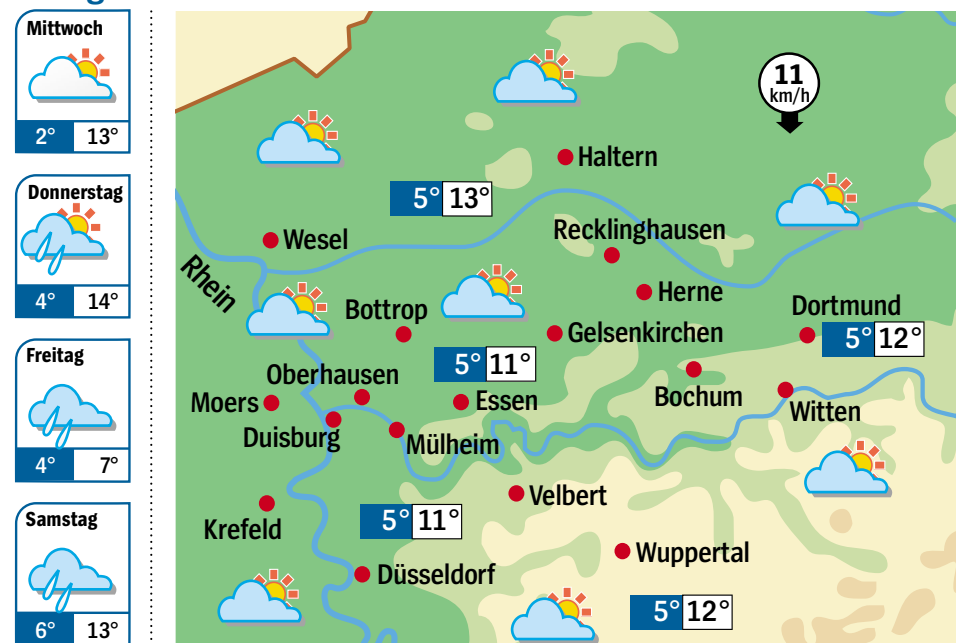 Mittwoch
2° 13°
Donnerstag
4° 14°
Freitag
4° 7°
Samstag
6° 13°
11
km/h
Haltern
5° 13°
Recklinghausen
Wesel
Rhein
Herne
Bottrop
Dortmund
Gelsenkirchen
5° 12°
5° 11°
Oberhausen
Moers
Essen
Bochum
Witten
Duisburg
Mülheim
Velbert
5° 11°
Krefeld
Wuppertal
Düsseldorf
5° 12°